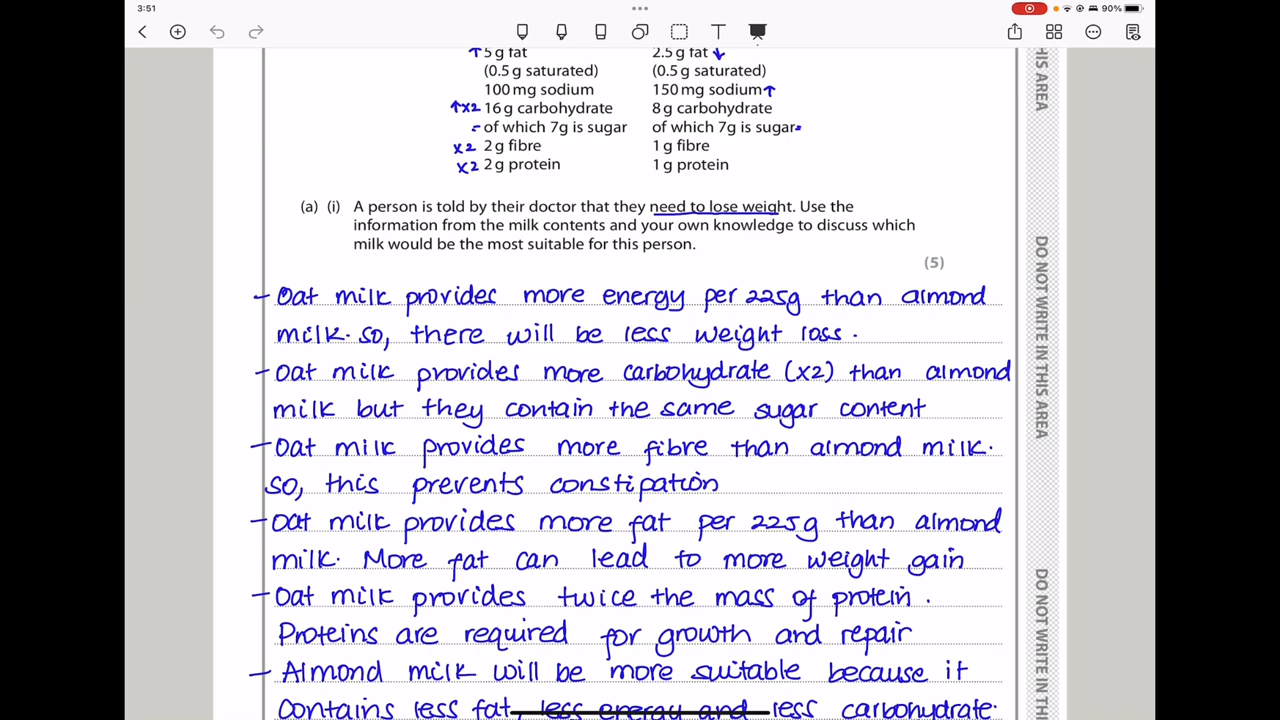 3:51
90%
HIS AREA
↑ 5 g fat 2.5 g fat ↓
(0.5 g saturated) (0.5 g saturated)
100 mg sodium 150 mg sodium ↑
↑x2 16 g carbohydrate 8 g carbohydrate
= of which 7g is sugar of which 7g is sugar =
x2 2 g fibre 1 g fibre
x2 2 g protein 1 g protein
(a) (i) A person is told by their doctor that they need to lose weight. Use the
information from the milk contents and your own knowledge to discuss which
milk would be the most suitable for this person.
(5)
DO NOT WRITE IN THIS AREA
- Oat milk provides more energy per 225g than almond
milk. so, there will be less weight loss.
- Oat milk provides more carbohydrate (x2) than almond
milk but they contain the same sugar content
- Oat milk provides more fibre than almond milk.
so, this prevents constipation
- Oat milk provides more fat per 225g than almond
milk. More fat can lead to more weight gain
- Oat milk provides twice the mass of protein.
Proteins are required for growth and repair
- Almond milk will be more suitable because it
contains less fat, less energy and less carbohydrate.
DO NOT WRITE IN THI